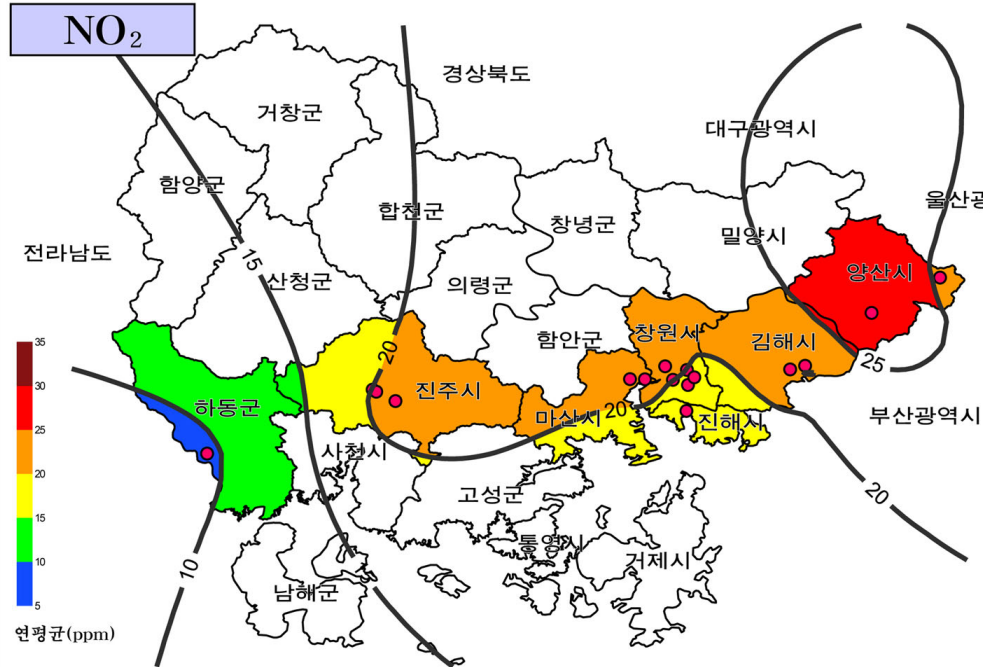 NO₂
경상북도
거창군
대구광역시
함양군
합천군
창녕군
울산광
밀양시
전라남도
15
산청군
의령군
양산시
35
함안군
창원시
김해시
20
30
진주시
25
25
하동군
마산시
20
진해시
부산광역시
20
사천시
15
고성군
20
10
통영시
거제시
10
남해군
15
5
연평균(ppm)